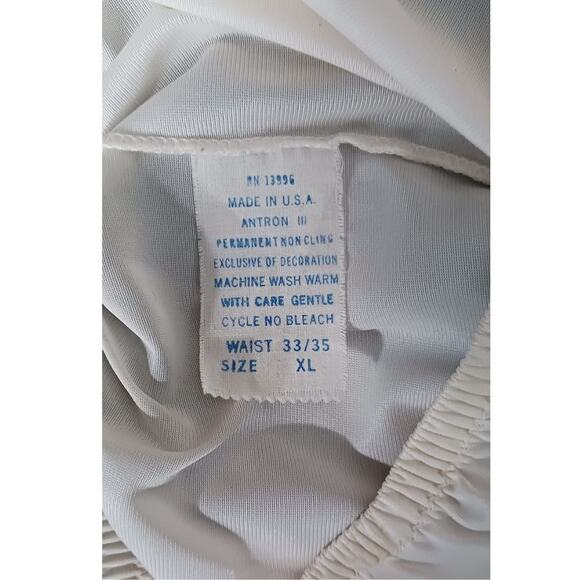 RN 13996
MADE IN U.S.A.
ANTRON III
PERMANENT NON CLING
EXCLUSIVE OF DECORATION
MACHINE WASH WARM
WITH CARE GENTLE
CYCLE NO BLEACH
WAIST 33/35
SIZE XL